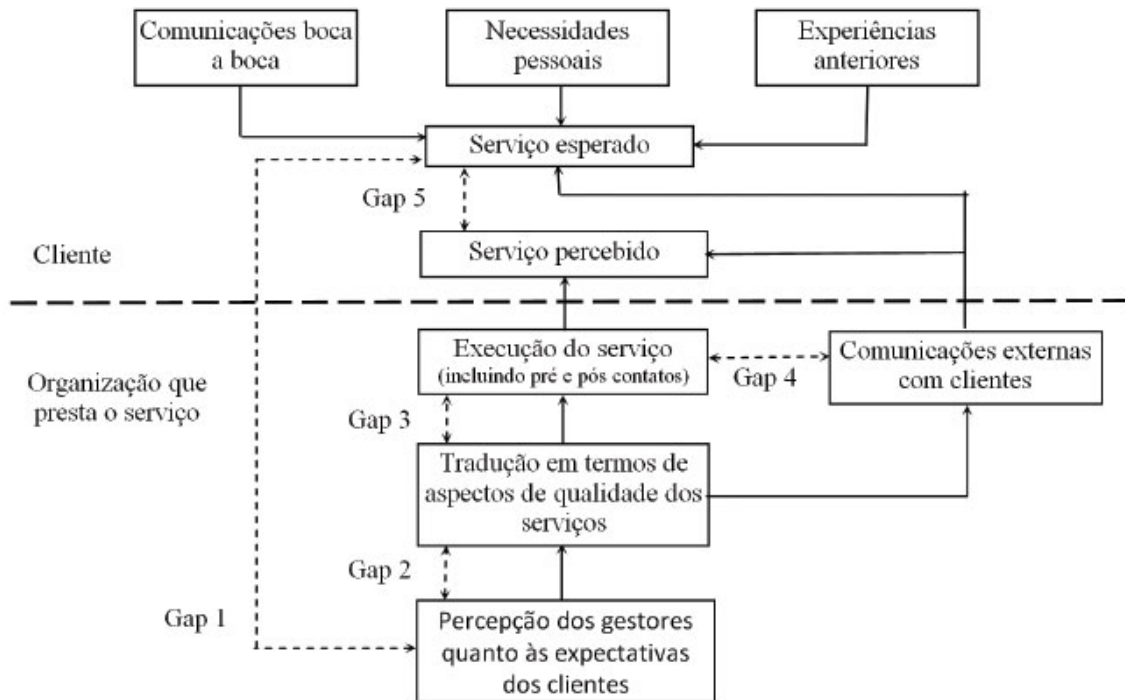 Comunicações boca
a boca
Necessidades
pessoais
Experiências
anteriores
Serviço esperado
Gap 5
Serviço percebido
Cliente
Execução do serviço
(incluindo pré e pós contatos)
Gap 4
Comunicações externas
com clientes
Organização que
presta o serviço
Gap 3
Tradução em termos de
aspectos de qualidade dos
serviços
Gap 2
Gap 1
Percepção dos gestores
quanto às expectativas
dos clientes